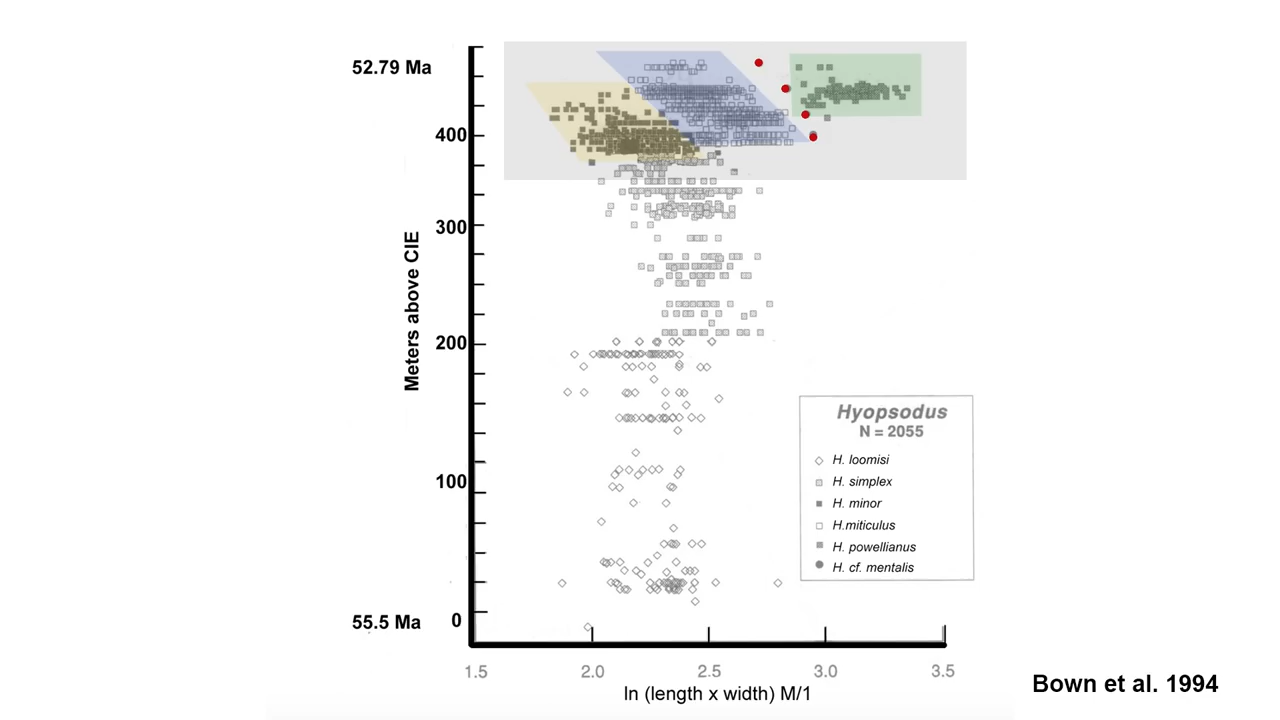 52.79 Ma
400
300
200
100
0
55.5 Ma
Meters above CIE
1.5 2.0 2.5 3.0 3.5
ln (length x width) M/1
Hyopsodus
N = 2055
H. loomisi
H. simplex
H. minor
H.miticulus
H. powellianus
H. cf. mentalis
Bown et al. 1994